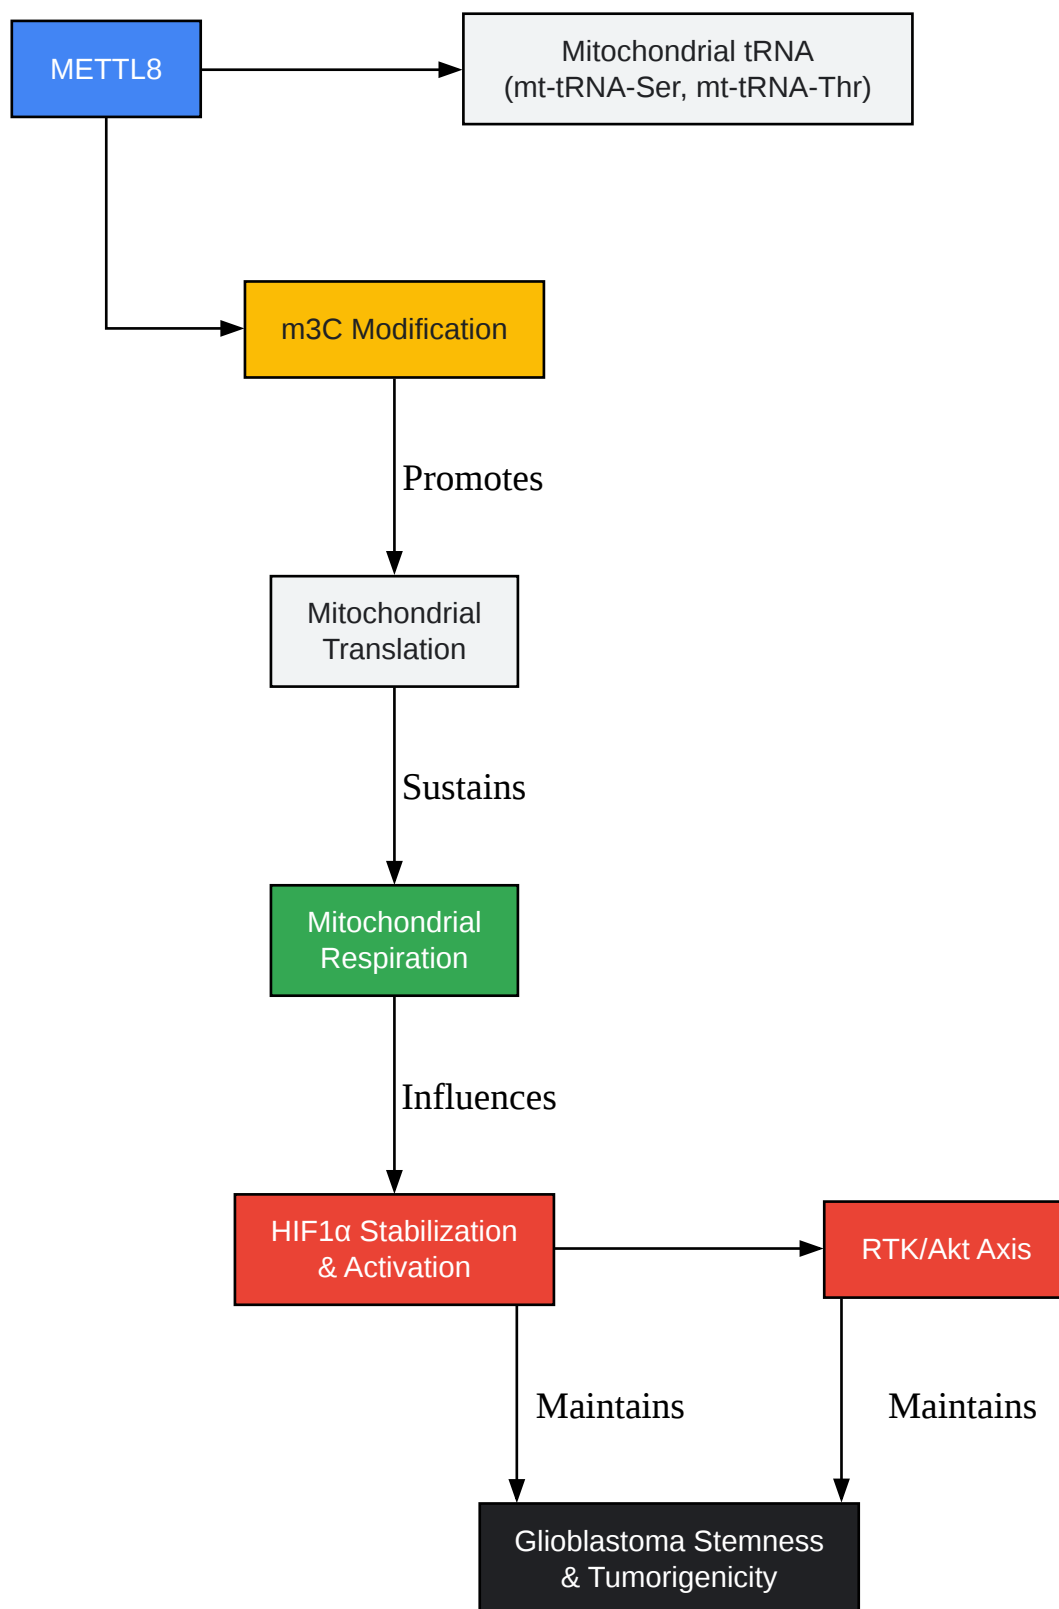 METTL8
Mitochondrial tRNA
(mt-tRNA-Ser, mt-tRNA-Thr)
m3C Modification
Promotes
Mitochondrial
Translation
Sustains
Mitochondrial
Respiration
Influences
HIF1α Stabilization
& Activation
RTK/Akt Axis
Maintains
Maintains
Glioblastoma Stemness
& Tumorigenicity